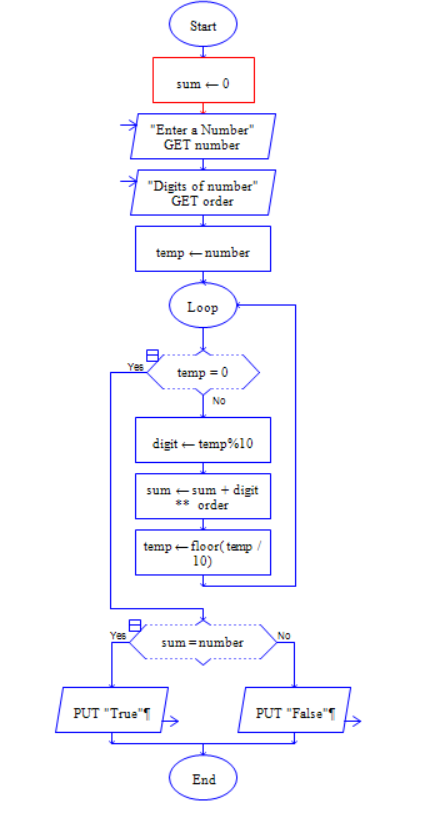 Start
sum ← 0
"Enter a Number"
GET number
"Digits of number"
GET order
temp ← number
Loop
Yes
temp = 0
No
digit ← temp%10
sum ← sum + digit
** order
temp ← floor(temp /
10)
Yes
sum = number
No
PUT "True"¶
PUT "False"¶
End